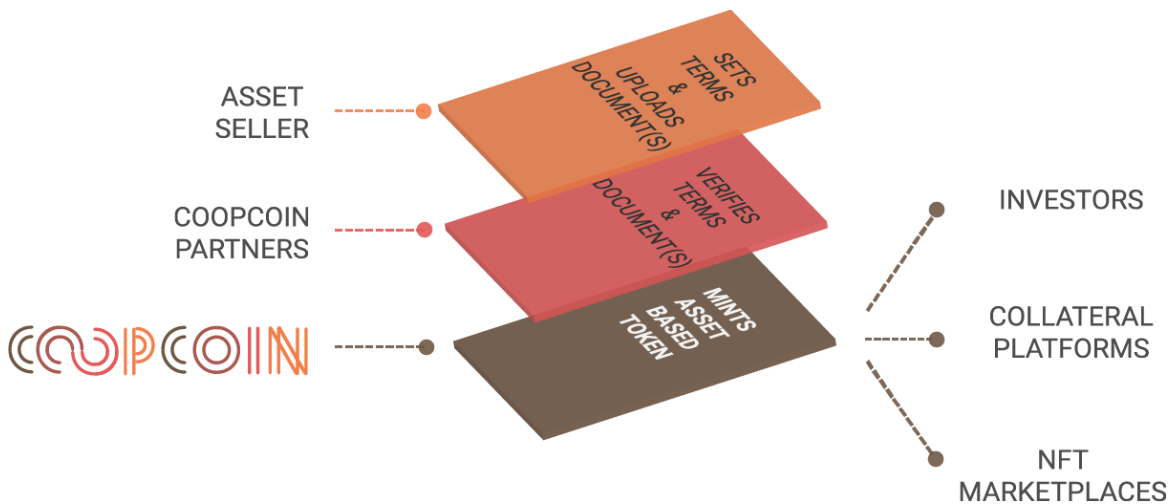 ASSET
SELLER
SETS
TERMS
&
UPLOADS
DOCUMENT(S)
COOPCOIN
PARTNERS
VERIFIES
TERMS
&
DOCUMENT(S)
COOPCOIN
MINTS
ASSET
BASED
TOKEN
INVESTORS
COLLATERAL
PLATFORMS
NFT
MARKETPLACES